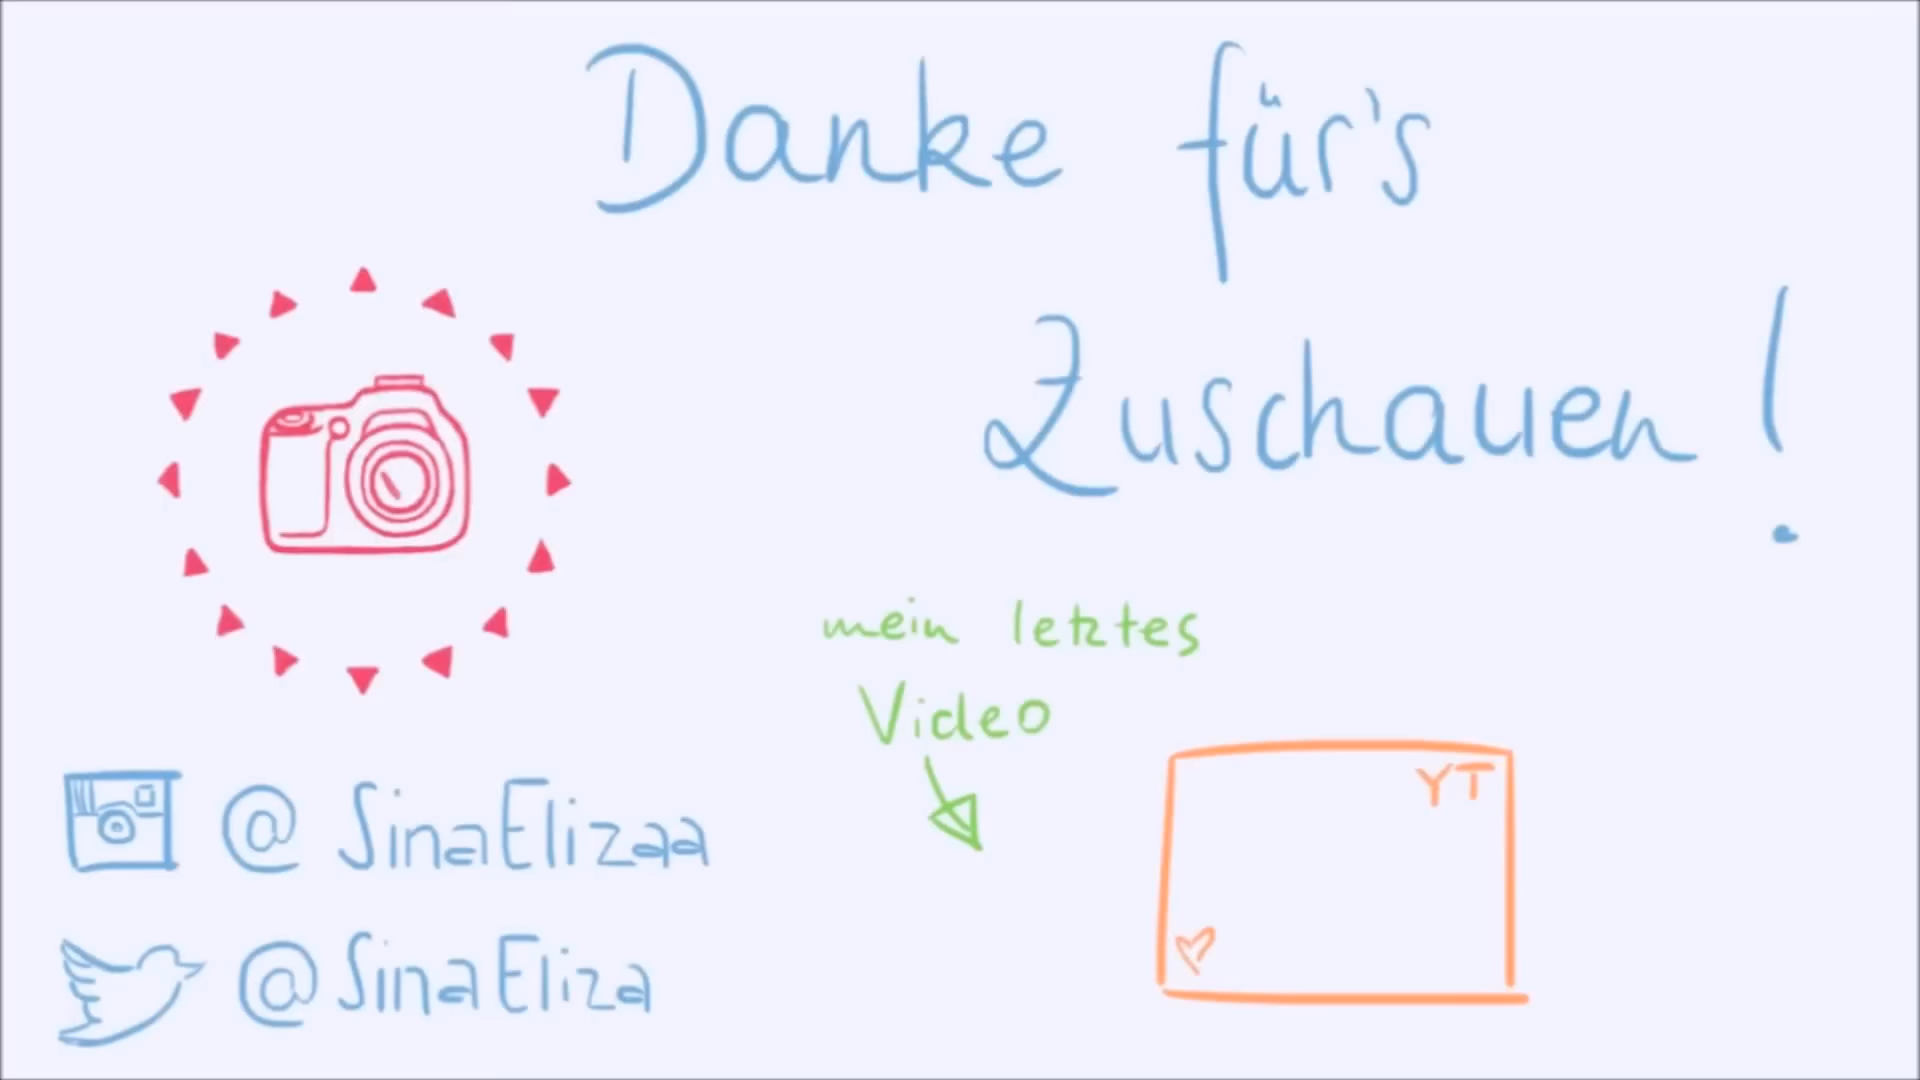 Danke für's
Zuschauen!
mein letztes
Video
YT
@SinaElizaa
@SinaEliza